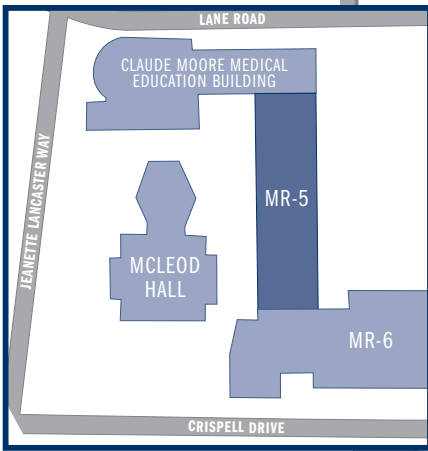 LANE ROAD
CLAUDE MOORE MEDICAL
EDUCATION BUILDING
JEANETTE LANCASTER WAY
MR-5
MCLEOD
HALL
MR-6
CRISPELL DRIVE